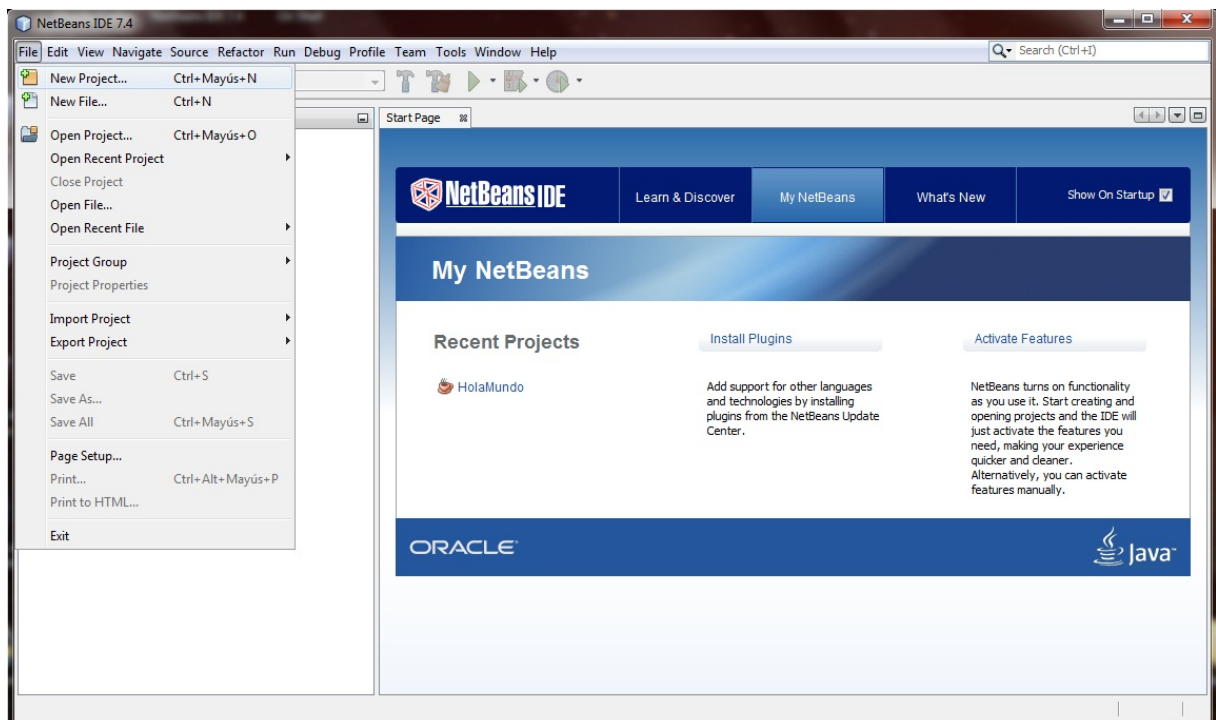 NetBeans IDE 7.4
File Edit View Navigate Source Refactor Run Debug Profile Team Tools Window Help
Search (Ctrl+I)
New Project... Ctrl+Mayús+N
New File... Ctrl+N
Open Project... Ctrl+Mayús+O
Open Recent Project
Close Project
Open File...
Open Recent File
Project Group
Project Properties
Import Project
Export Project
Save Ctrl+S
Save As...
Save All Ctrl+Mayús+S
Page Setup...
Print... Ctrl+Alt+Mayús+P
Print to HTML...
Exit
Start Page
NetBeans IDE
Learn & Discover
My NetBeans
What's New
Show On Startup
My NetBeans
Recent Projects
HolaMundo
Install Plugins
Add support for other languages
and technologies by installing
plugins from the NetBeans Update
Center.
Activate Features
NetBeans turns on functionality
as you use it. Start creating and
opening projects and the IDE will
just activate the features you
need, making your experience
quicker and cleaner.
Alternatively, you can activate
features manually.
ORACLE
Java